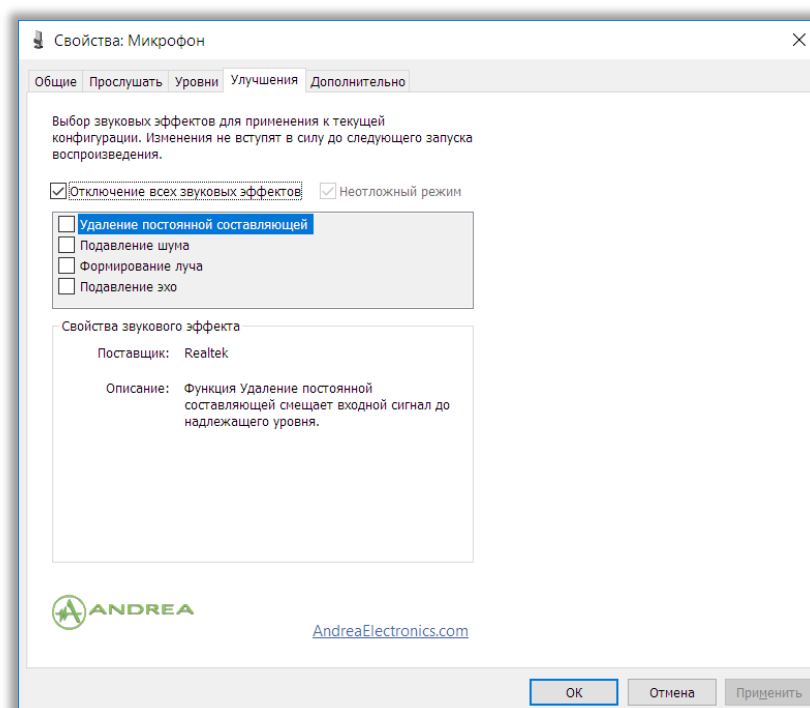 Свойства: Микрофон
Общие Прослушать Уровни Улучшения Дополнительно
Выбор звуковых эффектов для применения к текущей
конфигурации. Изменения не вступят в силу до следующего запуска
воспроизведения.
Отключение всех звуковых эффектов Неотложный режим
Удаление постоянной составляющей
Подавление шума
Формирование луча
Подавление эхо
Свойства звукового эффекта
Поставщик: Realtek
Описание: Функция Удаление постоянной
составляющей смещает входной сигнал до
надлежащего уровня.
ANDREA
AndreaElectronics.com
OK Отмена Применить